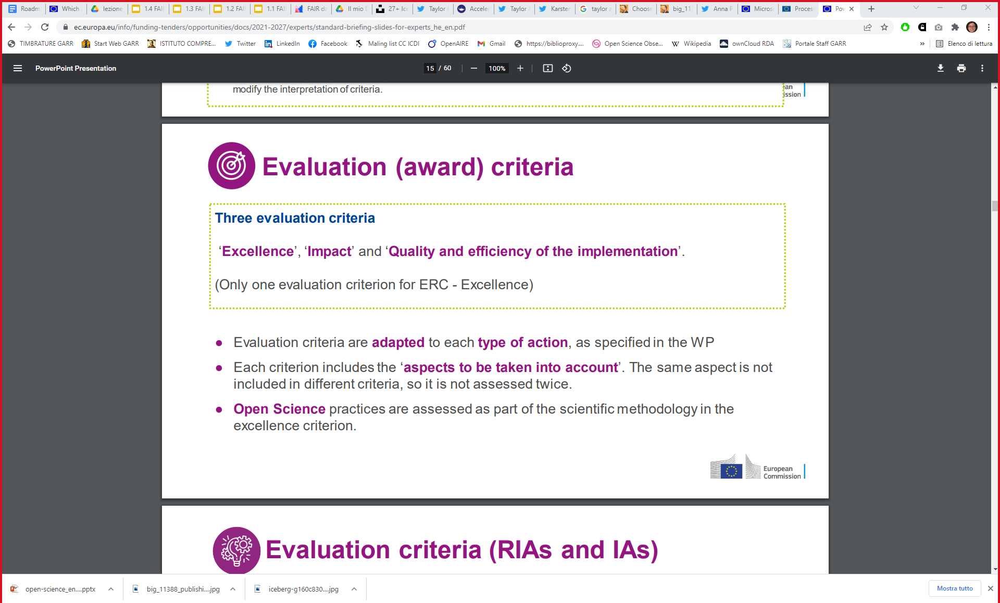 Roadm
Which
lezione
1.4 FAI
1.3 FAI
1.2 FAI
1.1 FAI
FAIR da
Il mio
27+ Ice
Taylor
Accele
Taylor
Karsten
taylor a
Choose
big_11
Anna P
Micros
Process
Pow
ec.europa.eu/info/funding-tenders/opportunities/docs/2021-2027/experts/standard-briefing-slides-for-experts_he_en.pdf
TIMBRATURE GARR
Start Web GARR
ISTITUTO COMPRE...
Twitter
LinkedIn
Facebook
Maling list CC ICDI
OpenAIRE
Gmail
https://biblioproxy....
Open Science Obse...
Wikipedia
ownCloud RDA
Portale Staff GARR
»
Elenco di lettura
PowerPoint Presentation
15 / 60
100%
modify the interpretation of criteria.
an
ission
Evaluation (award) criteria
Three evaluation criteria
‘Excellence’, ‘Impact’ and ‘Quality and efficiency of the implementation’.
(Only one evaluation criterion for ERC - Excellence)
● Evaluation criteria are adapted to each type of action, as specified in the WP
● Each criterion includes the ‘aspects to be taken into account’. The same aspect is not
included in different criteria, so it is not assessed twice.
● Open Science practices are assessed as part of the scientific methodology in the
excellence criterion.
European
Commission
Evaluation criteria (RIAs and IAs)
open-science_en....pptx
big_11388_publishi....jpg
iceberg-g160c830....jpg
Mostra tutto